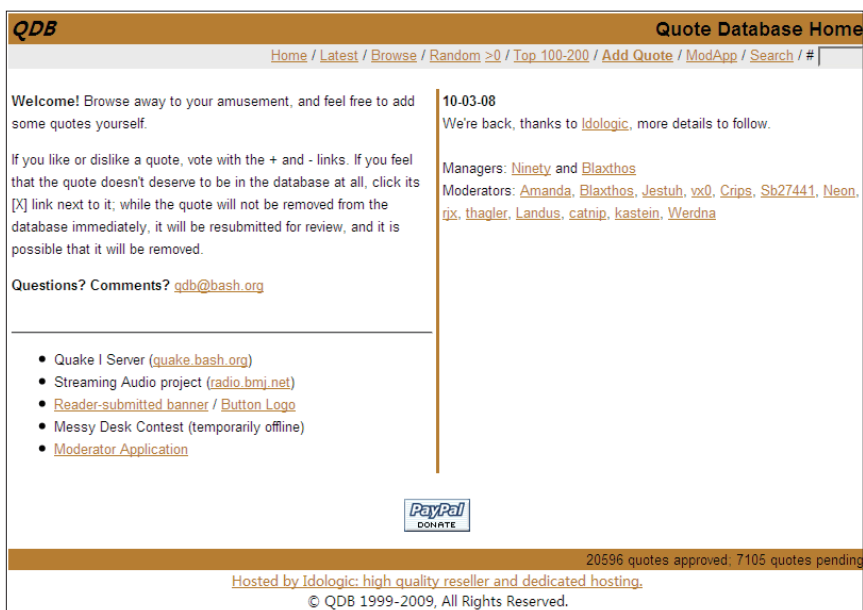 QDB
Quote Database Home
Home / Latest / Browse / Random >0 / Top 100-200 / Add Quote / ModApp / Search / #
Welcome! Browse away to your amusement, and feel free to add
some quotes yourself.
If you like or dislike a quote, vote with the + and - links. If you feel
that the quote doesn't deserve to be in the database at all, click its
[X] link next to it; while the quote will not be removed from the
database immediately, it will be resubmitted for review, and it is
possible that it will be removed.
Questions? Comments? qdb@bash.org
Quake I Server (quake.bash.org)
Streaming Audio project (radio.bmj.net)
Reader-submitted banner / Button Logo
Messy Desk Contest (temporarily offline)
Moderator Application
10-03-08
We're back, thanks to Idologic, more details to follow.
Managers: Ninety and Blaxthos
Moderators: Amanda, Blaxthos, Jestuh, vx0, Crips, Sb27441, Neon,
rjx, thagler, Landus, catnip, kastein, Werdna
PayPal
DONATE
20596 quotes approved; 7105 quotes pending
Hosted by Idologic: high quality reseller and dedicated hosting.
© QDB 1999-2009, All Rights Reserved.